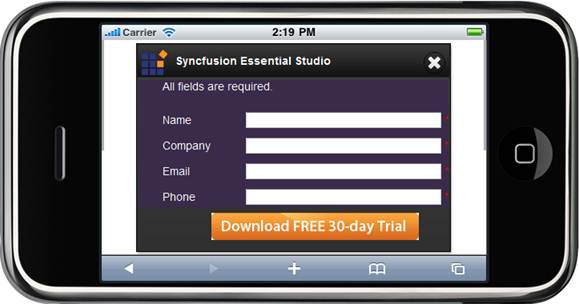 Carrier 2:19 PM
Syncfusion Essential Studio
All fields are required.
Name *
Company *
Email *
Phone *
Download FREE 30-day Trial